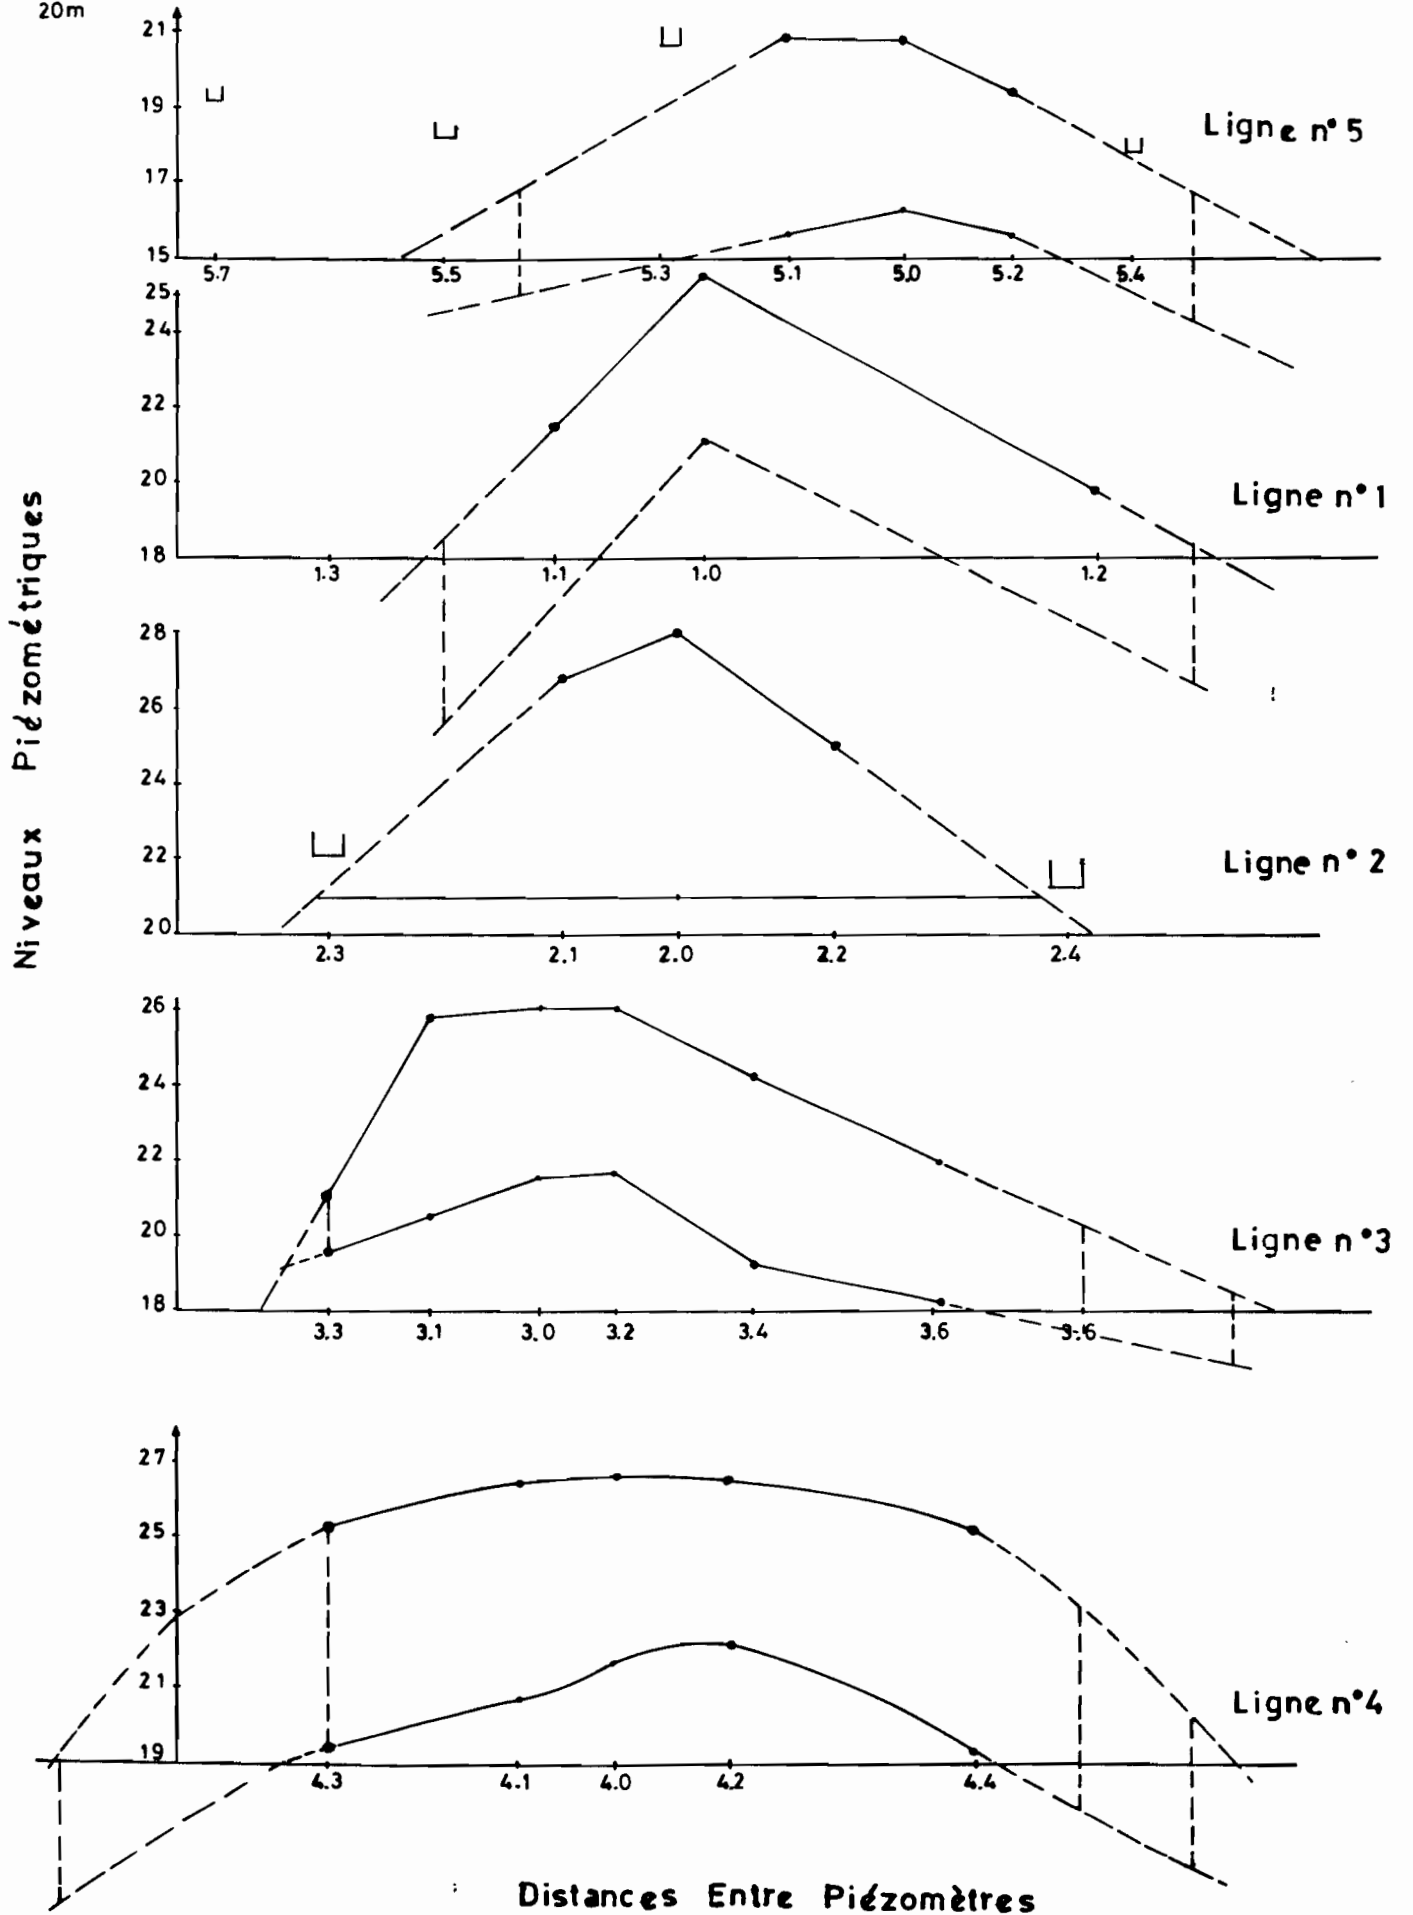 20m
21
19
17
15
Ligne n° 5
5.7 5.5 5.3 5.1 5.0 5.2 5.4
25
24
22
20
18
Ligne n° 1
1.3 1.1 1.0 1.2
Niveaux Piézométriques
28
26
24
22
20
Ligne n° 2
2.3 2.1 2.0 2.2 2.4
26
24
22
20
18
Ligne n° 3
3.3 3.1 3.0 3.2 3.4 3.6 3.6
27
25
23
21
19
Ligne n° 4
4.3 4.1 4.0 4.2 4.4
Distances Entre Piézomètres